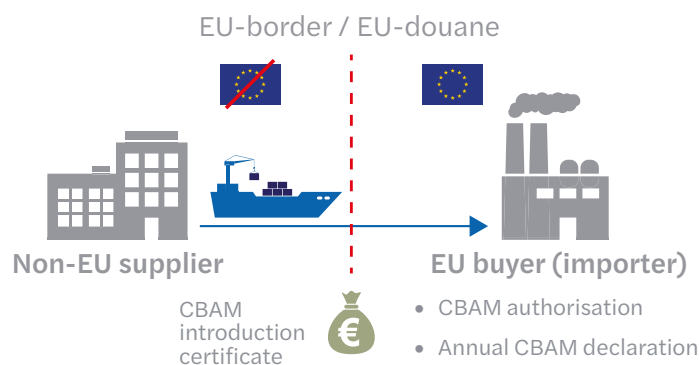 EU-border / EU-douane
Non-EU supplier
EU buyer (importer)
CBAM
introduction
certificate
€
• CBAM authorisation
• Annual CBAM declaration